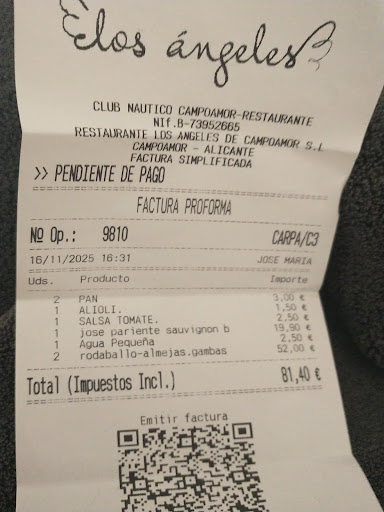 los ángeles
CLUB NAUTICO CAMPOAMOR-RESTAURANTE
Nif.B-73952665
RESTAURANTE LOS ANGELES DE CAMPOAMOR S.L
CAMPOAMOR - ALICANTE
FACTURA SIMPLIFICADA
>> PENDIENTE DE PAGO
FACTURA PROFORMA
Nº Op.: 9810 CARPA/C3
16/11/2025 16:31 JOSE MARIA
Uds. Producto Importe
2 PAN 3,00 €
1 ALIOLI. 1,50 €
1 SALSA TOMATE. 2,50 €
1 jose pariente sauvignon b 19,90 €
1 Agua Pequeña 2,50 €
2 rodaballo-almejas.gambas 52,00 €
Total (Impuestos Incl.) 81,40 €
Emitir factura